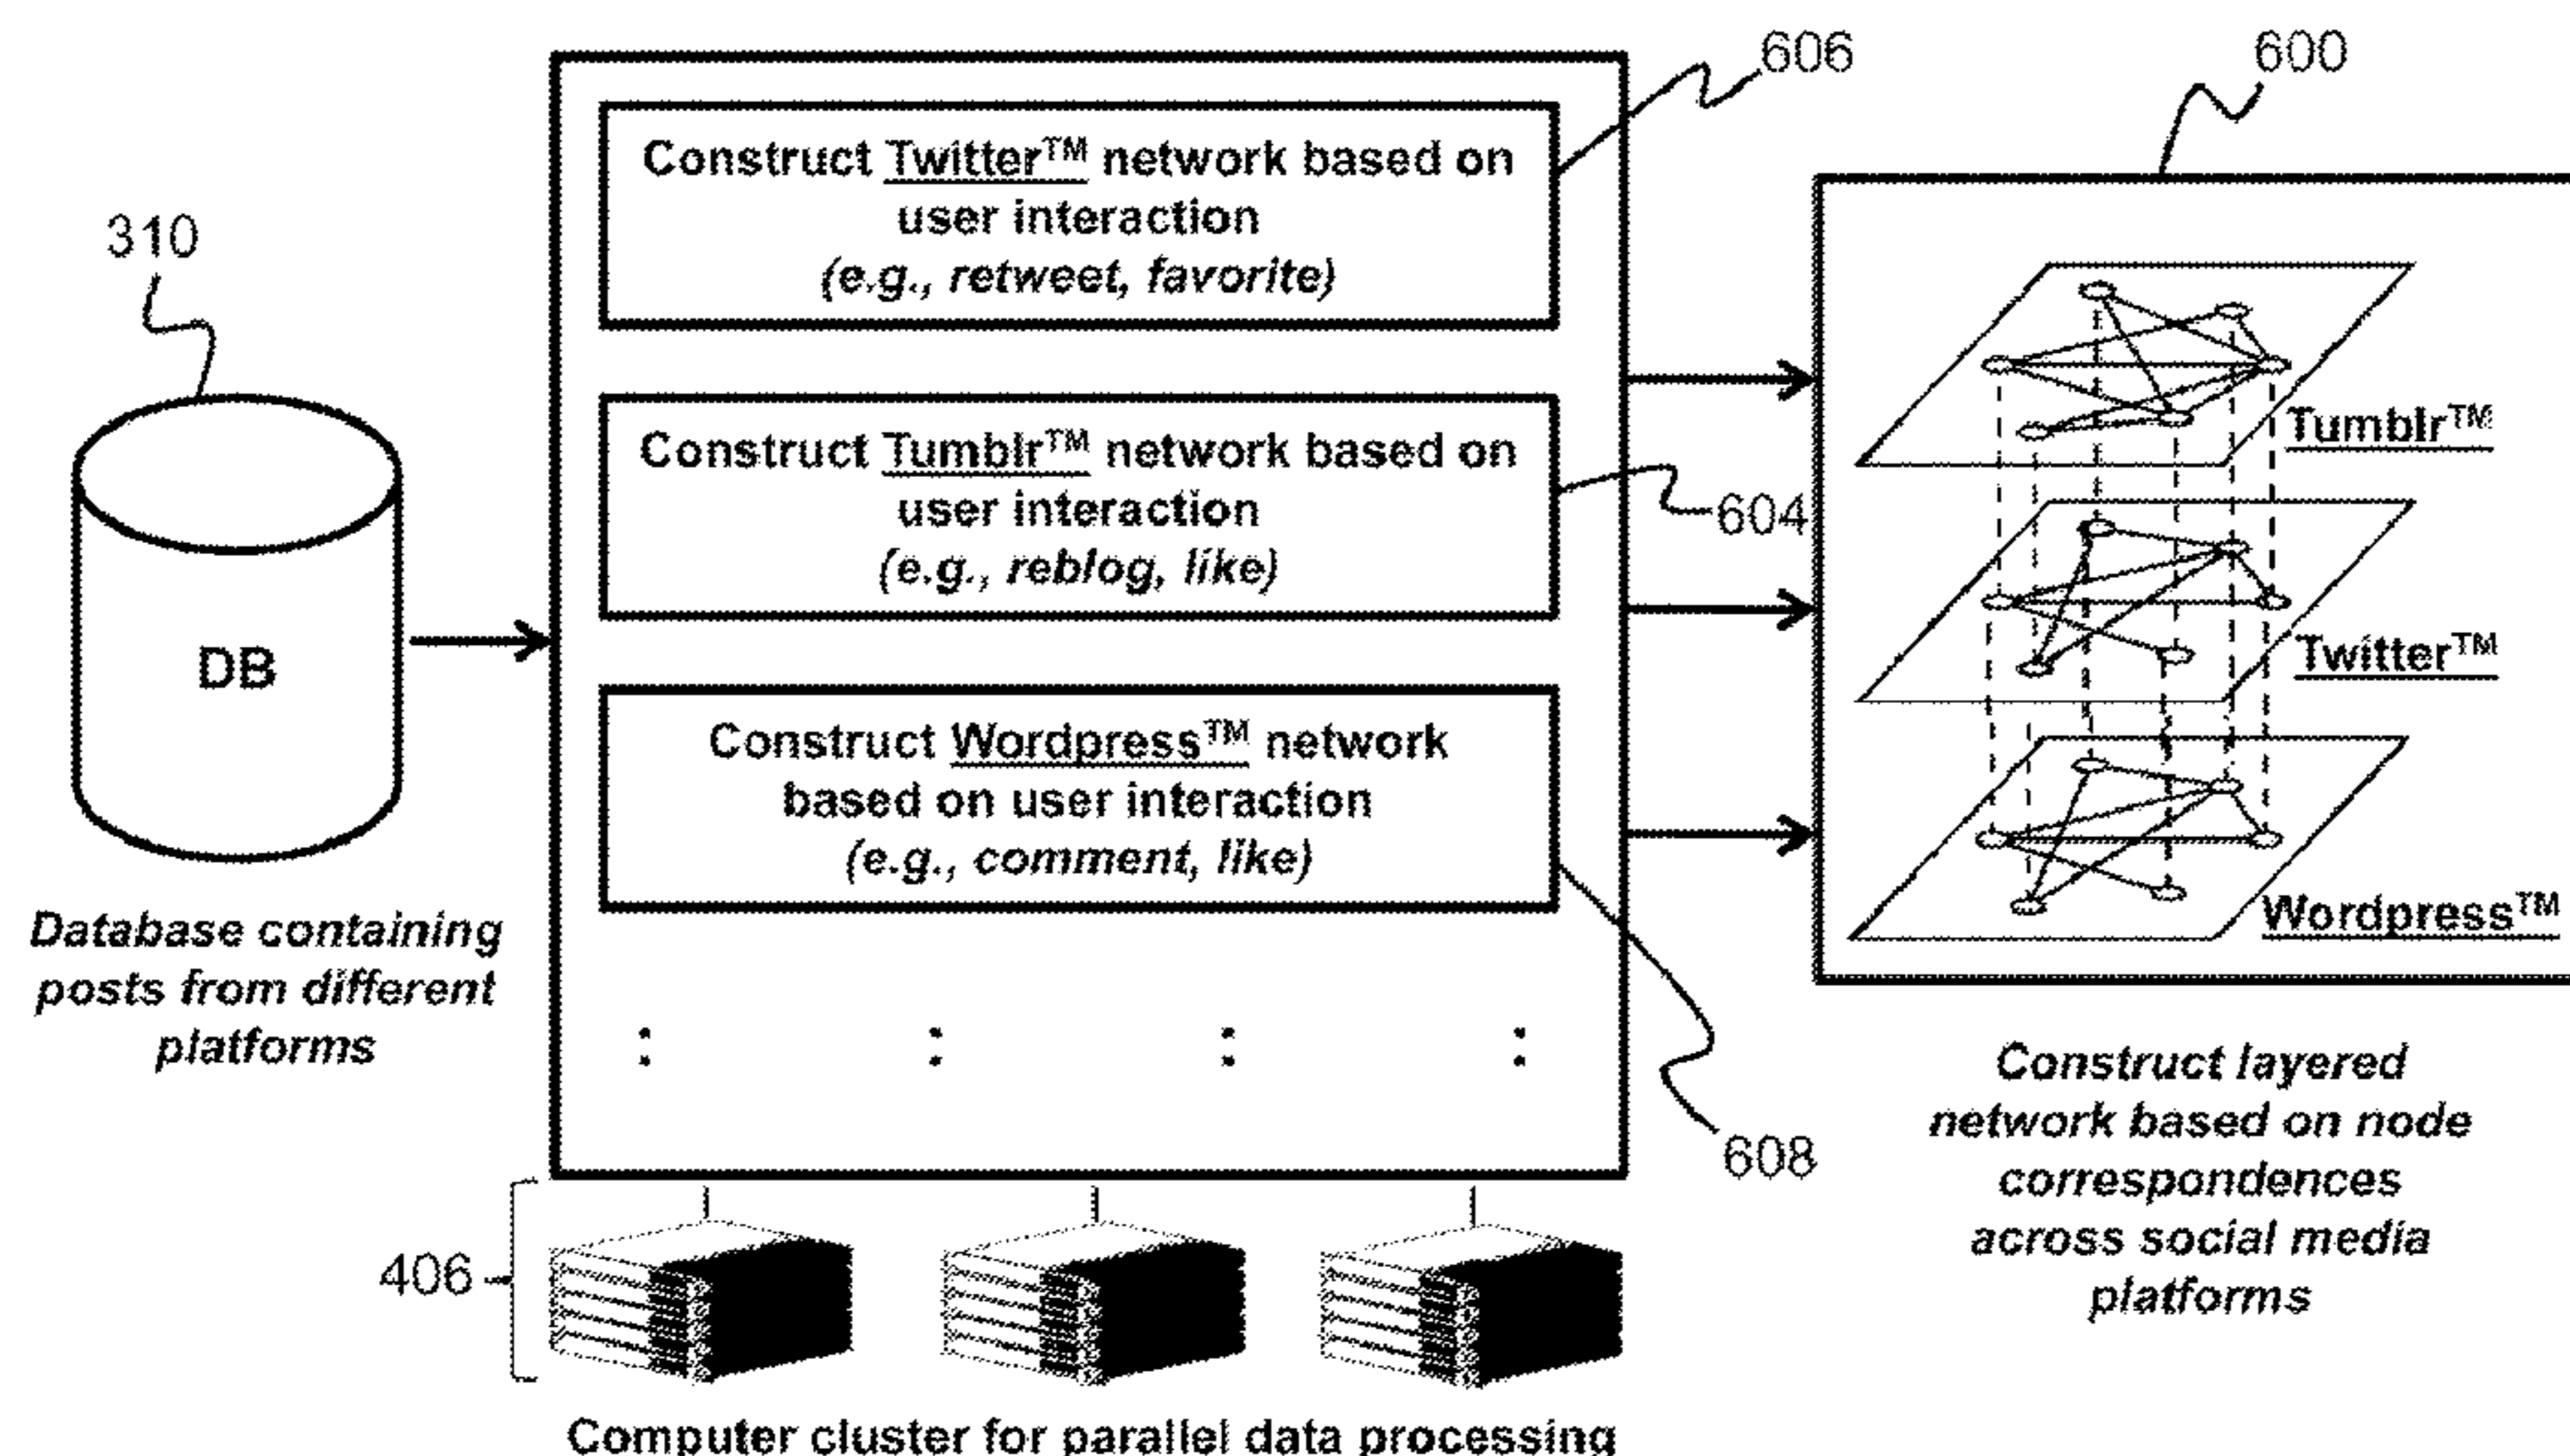 606
600
310
Construct Twitter™ network based on
user interaction
(e.g., retweet, favorite)
Construct Tumblr™ network based on
user interaction
(e.g., reblog, like)
604
Construct Wordpress™ network
based on user interaction
(e.g., comment, like)
608
DB
Database containing
posts from different
platforms
: : : :
Tumblr™
Twitter™
Wordpress™
Construct layered
network based on node
correspondences
across social media
platforms
406
Computer cluster for parallel data processing